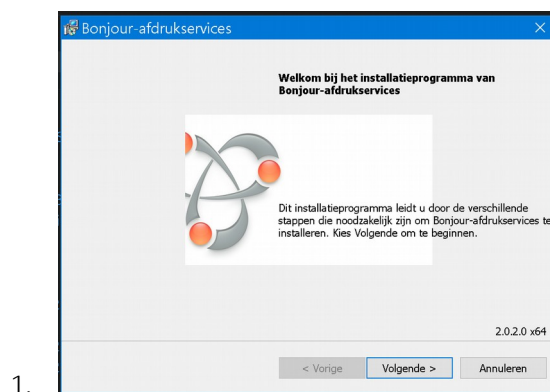 Bonjour-afdrukservices
Welkom bij het installatieprogramma van
Bonjour-afdrukservices
Dit installatieprogramma leidt u door de verschillende
stappen die noodzakelijk zijn om Bonjour-afdrukservices te
installeren. Kies Volgende om te beginnen.
2.0.2.0 x64
< Vorige Volgende > Annuleren
1.